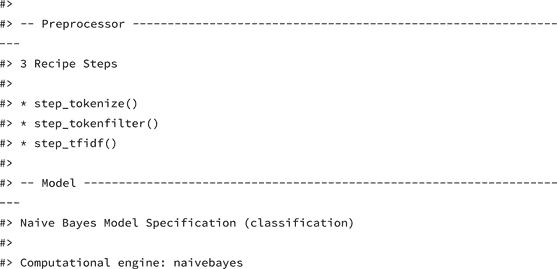 #>
#> -- Preprocessor -------------------------------------------------------------
---
#> 3 Recipe Steps
#>
#> * step_tokenize()
#> * step_tokenfilter()
#> * step_tfidf()
#>
#> -- Model --------------------------------------------------------------------
---
#> Naive Bayes Model Specification (classification)
#>
#> Computational engine: naivebayes